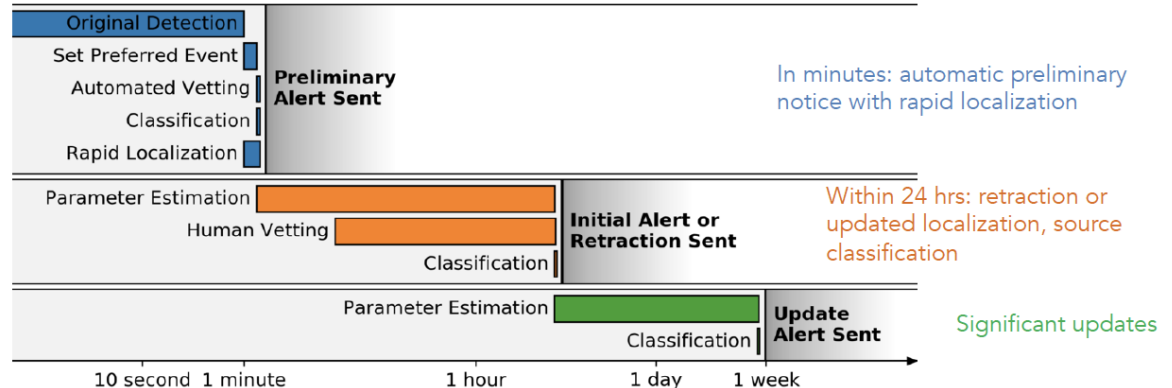 Original Detection
Set Preferred Event
Automated Vetting
Classification
Rapid Localization
Preliminary
Alert Sent
In minutes: automatic preliminary
notice with rapid localization
Parameter Estimation
Human Vetting
Classification
Initial Alert or
Retraction Sent
Within 24 hrs: retraction or
updated localization, source
classification
Parameter Estimation
Classification
Update
Alert Sent
Significant updates
10 second 1 minute 1 hour 1 day 1 week